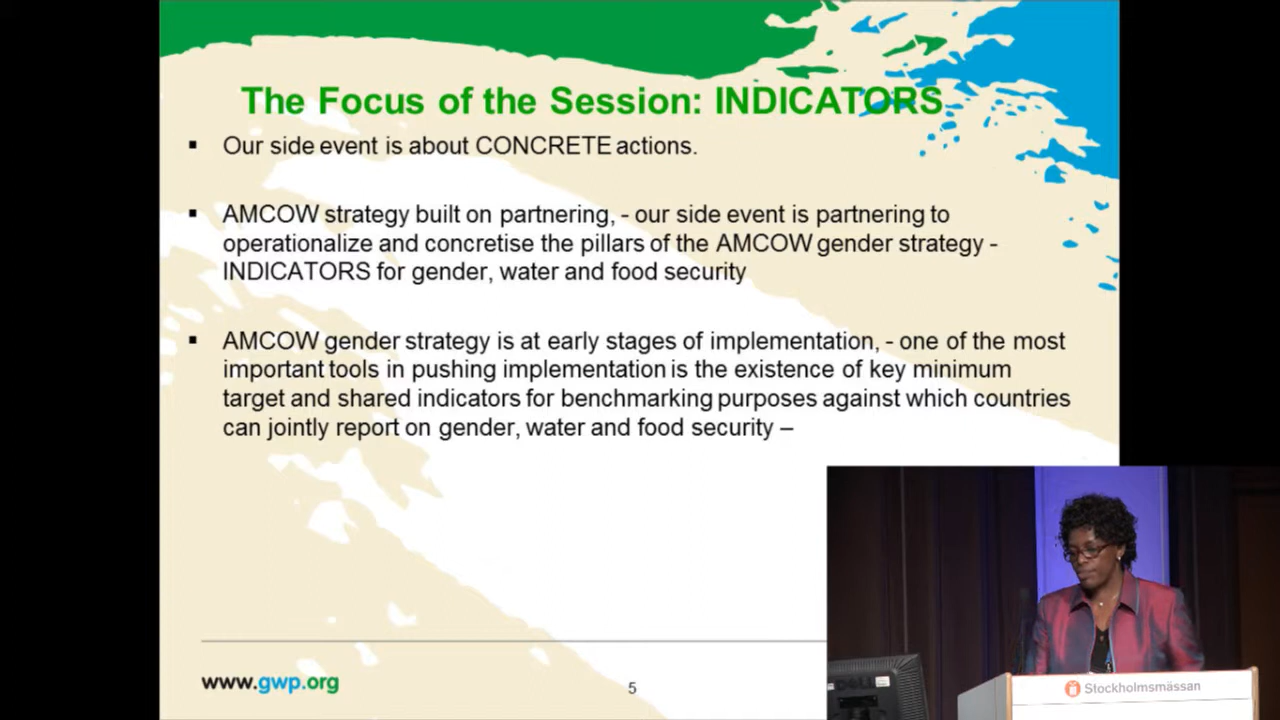 The Focus of the Session: INDICATORS
▪ Our side event is about CONCRETE actions.
▪ AMCOW strategy built on partnering, - our side event is partnering to
operationalize and concretise the pillars of the AMCOW gender strategy -
INDICATORS for gender, water and food security
▪ AMCOW gender strategy is at early stages of implementation, - one of the most
important tools in pushing implementation is the existence of key minimum
target and shared indicators for benchmarking purposes against which countries
can jointly report on gender, water and food security –
www.gwp.org
5
DELL
Stockholmsmässan